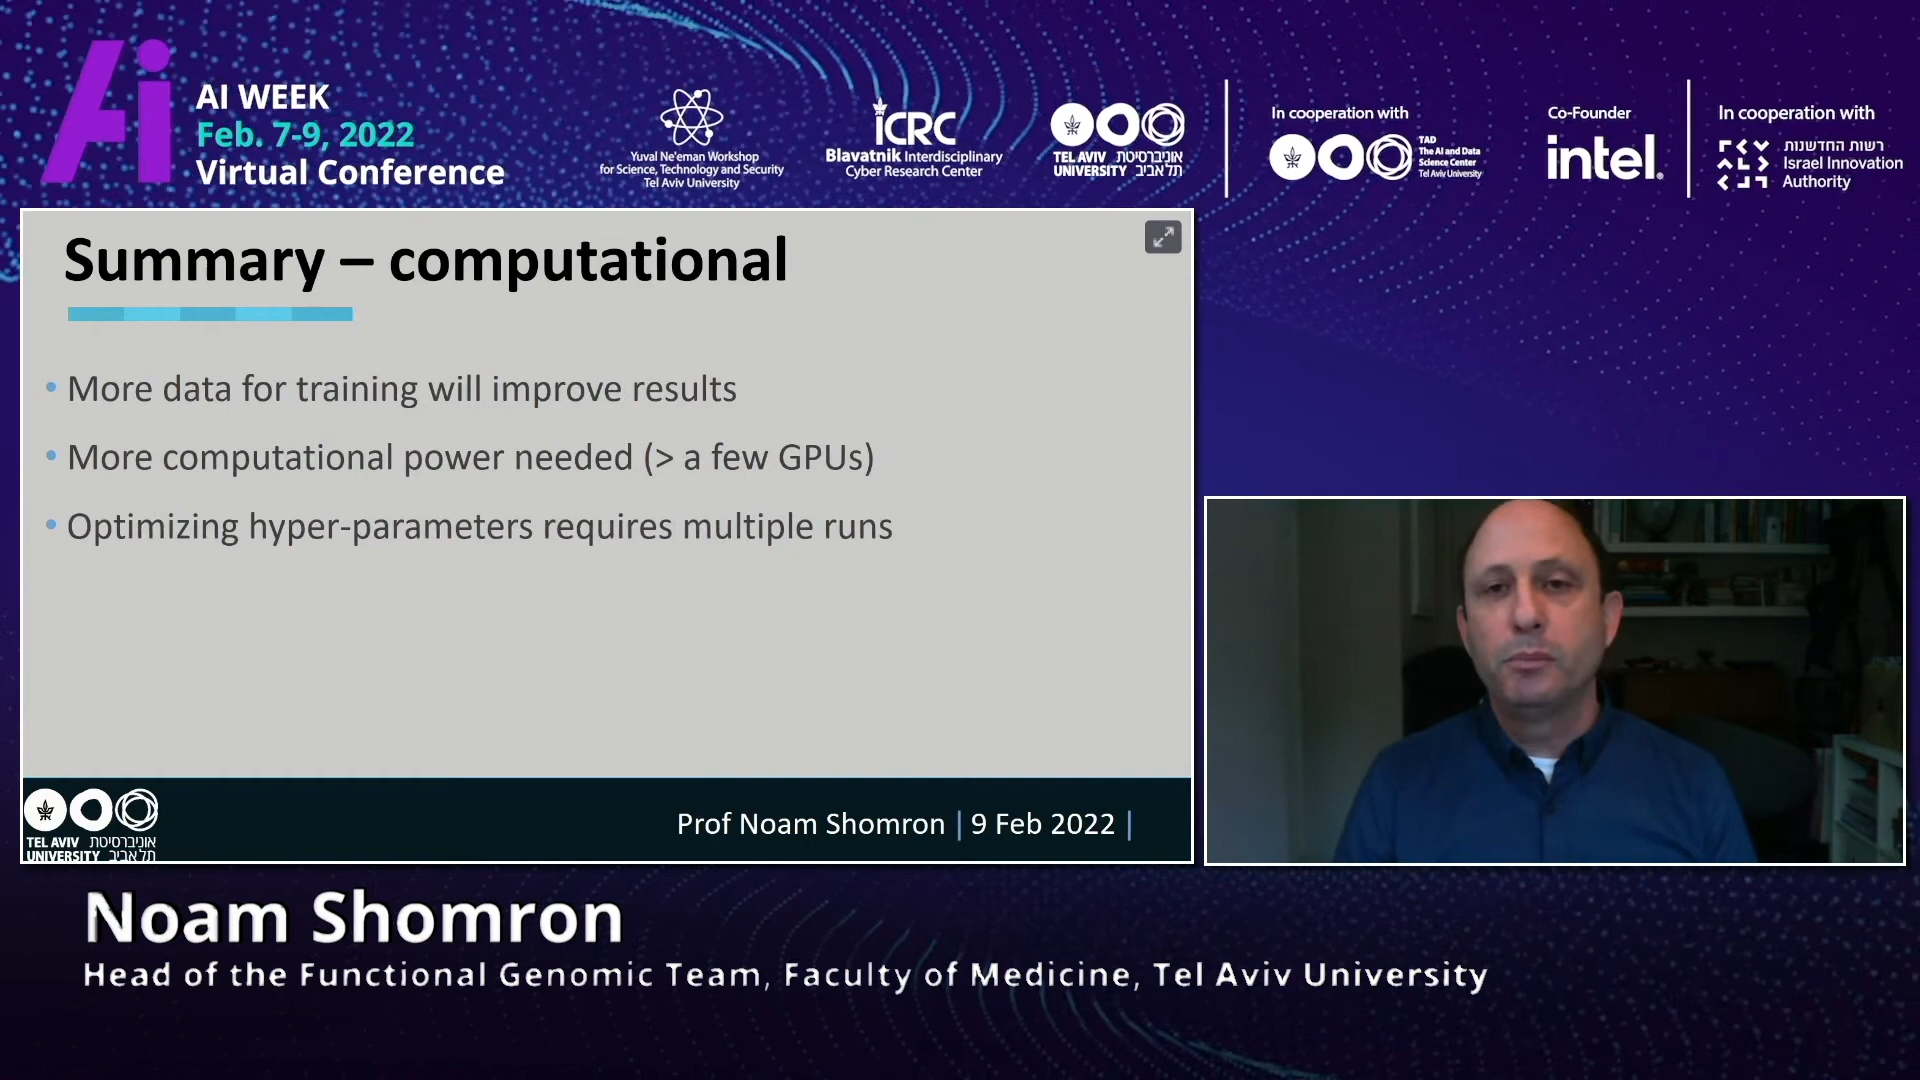 Ai
AI WEEK
Feb. 7-9, 2022
Virtual Conference
Yuval Ne'eman Workshop
for Science, Technology and Security
Tel Aviv University
iCRC
Blavatnik Interdisciplinary
Cyber Research Center
TEL AVIV אוניברסיטת
UNIVERSITY תל אביב
In cooperation with
TAD
The AI and Data
Science Center
Tel Aviv University
Co-Founder
intel.
In cooperation with
רשות החדשנות
Israel Innovation
Authority
Summary – computational
• More data for training will improve results
• More computational power needed (> a few GPUs)
• Optimizing hyper-parameters requires multiple runs
TEL AVIV אוניברסיטת
UNIVERSITY תל אביב
Prof Noam Shomron | 9 Feb 2022 |
Noam Shomron
Head of the Functional Genomic Team, Faculty of Medicine, Tel Aviv University